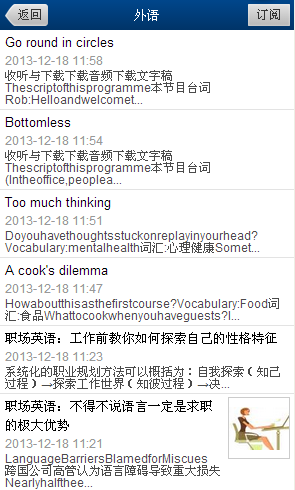 返回 外语 订阅
Go round in circles
2013-12-18 11:58
收听与下载下载音频下载文字稿
Thescriptofthisprogramme本节目台词
Rob:Helloandwelcomet...
Bottomless
2013-12-18 11:54
收听与下载下载音频下载文字稿
Thescriptofthisprogramme本节目台词
(Intheoffice,peoplea...
Too much thinking
2013-12-18 11:51
Doyouhavethoughtsstuckonreplayinyourhead?
Vocabulary:mentalhealth词汇:心理健康Somet...
A cook's dilemma
2013-12-18 11:47
Howaboutthisasthefirstcourse?Vocabulary:Food词
汇:食品Whattocookwhenyouhaveguests?I...
职场英语：工作前教你如何探索自己的性格特征
2013-12-18 11:23
系统化的职业规划方法可以概括为：自我探索（知己
过程）→探索工作世界（知彼过程）→决...
职场英语：不得不说语言一定是求职
的极大优势
2013-12-18 11:21
LanguageBarriersBlamedforMiscues
跨国公司高管认为语言障碍导致重大损失
Nearlyhalfthee...